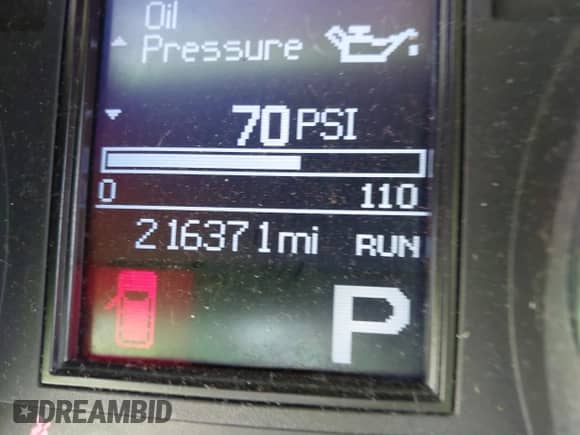 Oil
Pressure
70 PSI
0 110
216371 mi RUN
P
DREAMBID